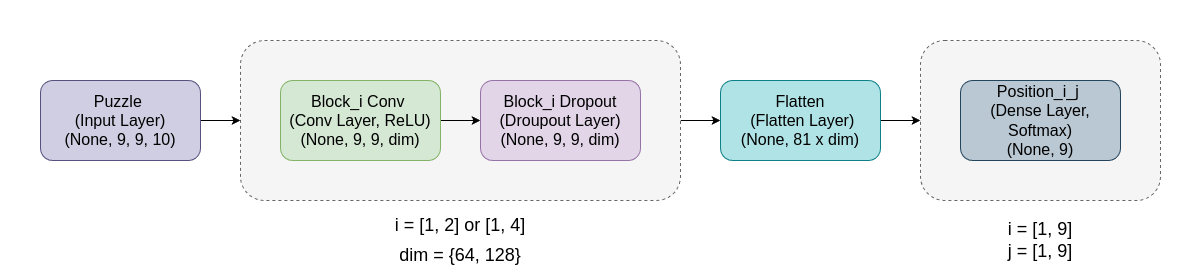 Puzzle
(Input Layer)
(None, 9, 9, 10)
Block_i Conv
(Conv Layer, ReLU)
(None, 9, 9, dim)
Block_i Dropout
(Droupout Layer)
(None, 9, 9, dim)
i = [1, 2] or [1, 4]
dim = {64, 128}
Flatten
(Flatten Layer)
(None, 81 x dim)
Position_i_j
(Dense Layer,
Softmax)
(None, 9)
i = [1, 9]
j = [1, 9]